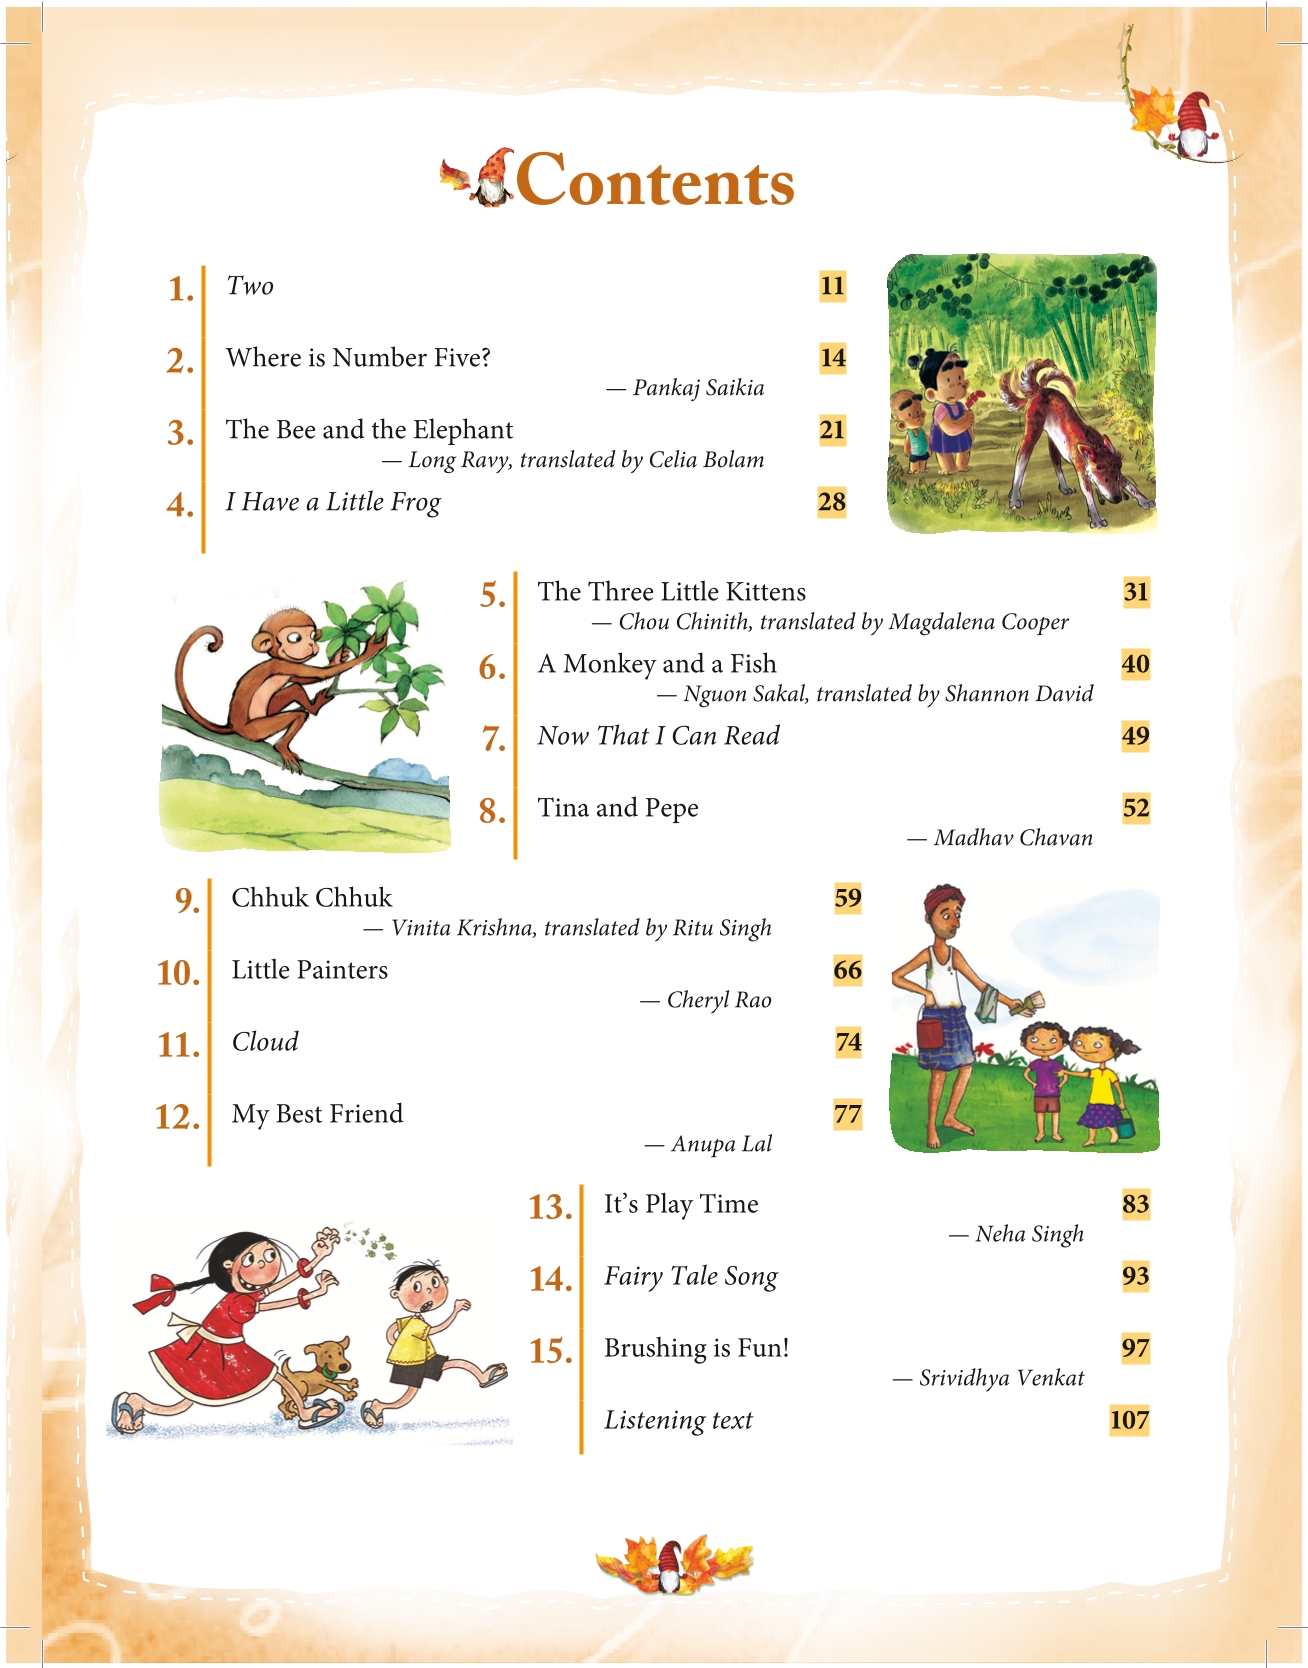 Contents
1. Two 11
2. Where is Number Five? 14
— Pankaj Saikia
3. The Bee and the Elephant 21
— Long Ravy, translated by Celia Bolam
4. I Have a Little Frog 28
5. The Three Little Kittens 31
— Chou Chinith, translated by Magdalena Cooper
6. A Monkey and a Fish 40
— Nguon Sakal, translated by Shannon David
7. Now That I Can Read 49
8. Tina and Pepe 52
— Madhav Chavan
9. Chhuk Chhuk 59
— Vinita Krishna, translated by Ritu Singh
10. Little Painters 66
— Cheryl Rao
11. Cloud 74
12. My Best Friend 77
— Anupa Lal
13. It’s Play Time 83
— Neha Singh
14. Fairy Tale Song 93
15. Brushing is Fun! 97
— Srividhya Venkat
Listening text 107